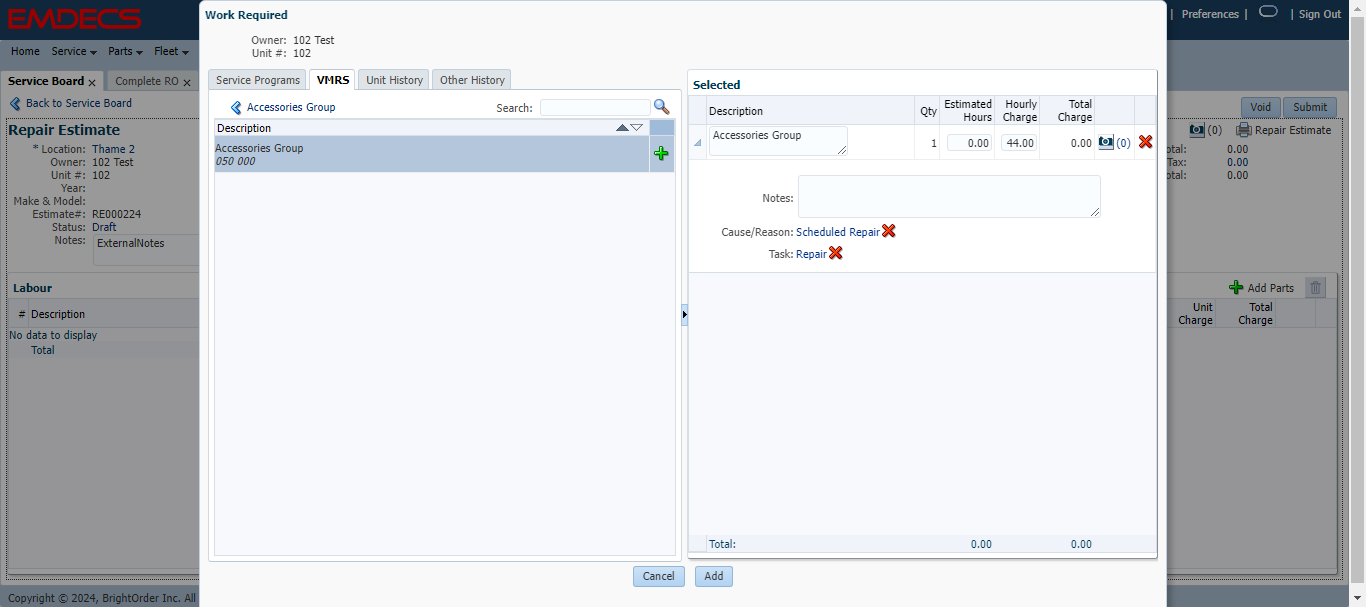 EMDECS
| Preferences | | Sign Out
Home Service Parts Fleet
Service Board x Complete RO x
Back to Service Board
Void Submit
Repair Estimate
(0) Repair Estimate
* Location: Thame 2
Owner: 102 Test
Unit #: 102
Year:
Make & Model:
Estimate#: RE000224
Status: Draft
Notes: ExternalNotes
otal: 0.00
Tax: 0.00
otal: 0.00
Labour
# Description
No data to display
Total
Add Parts
Unit Charge
Total Charge
Copyright © 2024, BrightOrder Inc. All
Work Required
Owner: 102 Test
Unit #: 102
Service Programs VMRS Unit History Other History
Accessories Group Search:
Description
Accessories Group
050 000
Selected
Description Qty Estimated Hours Hourly Charge Total Charge
Accessories Group 1 0.00 44.00 0.00 (0)
Notes:
Cause/Reason: Scheduled Repair
Task: Repair
Total: 0.00 0.00
Cancel Add